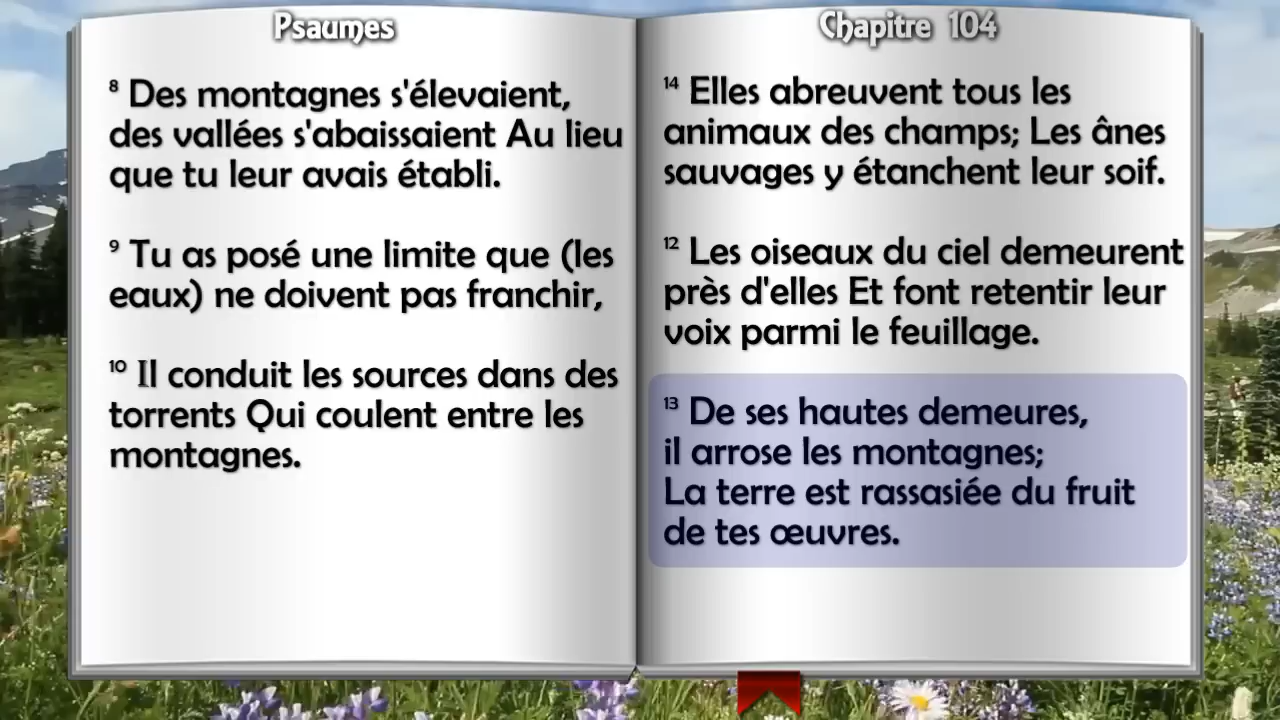 Psaumes
⁸ Des montagnes s'élevaient,
des vallées s'abaissaient Au lieu
que tu leur avais établi.
⁹ Tu as posé une limite que (les
eaux) ne doivent pas franchir,
¹⁰ Il conduit les sources dans des
torrents Qui coulent entre les
montagnes.
Chapitre 104
¹⁴ Elles abreuvent tous les
animaux des champs; Les ânes
sauvages y étanchent leur soif.
¹² Les oiseaux du ciel demeurent
près d'elles Et font retentir leur
voix parmi le feuillage.
¹³ De ses hautes demeures,
il arrose les montagnes;
La terre est rassasiée du fruit
de tes œuvres.